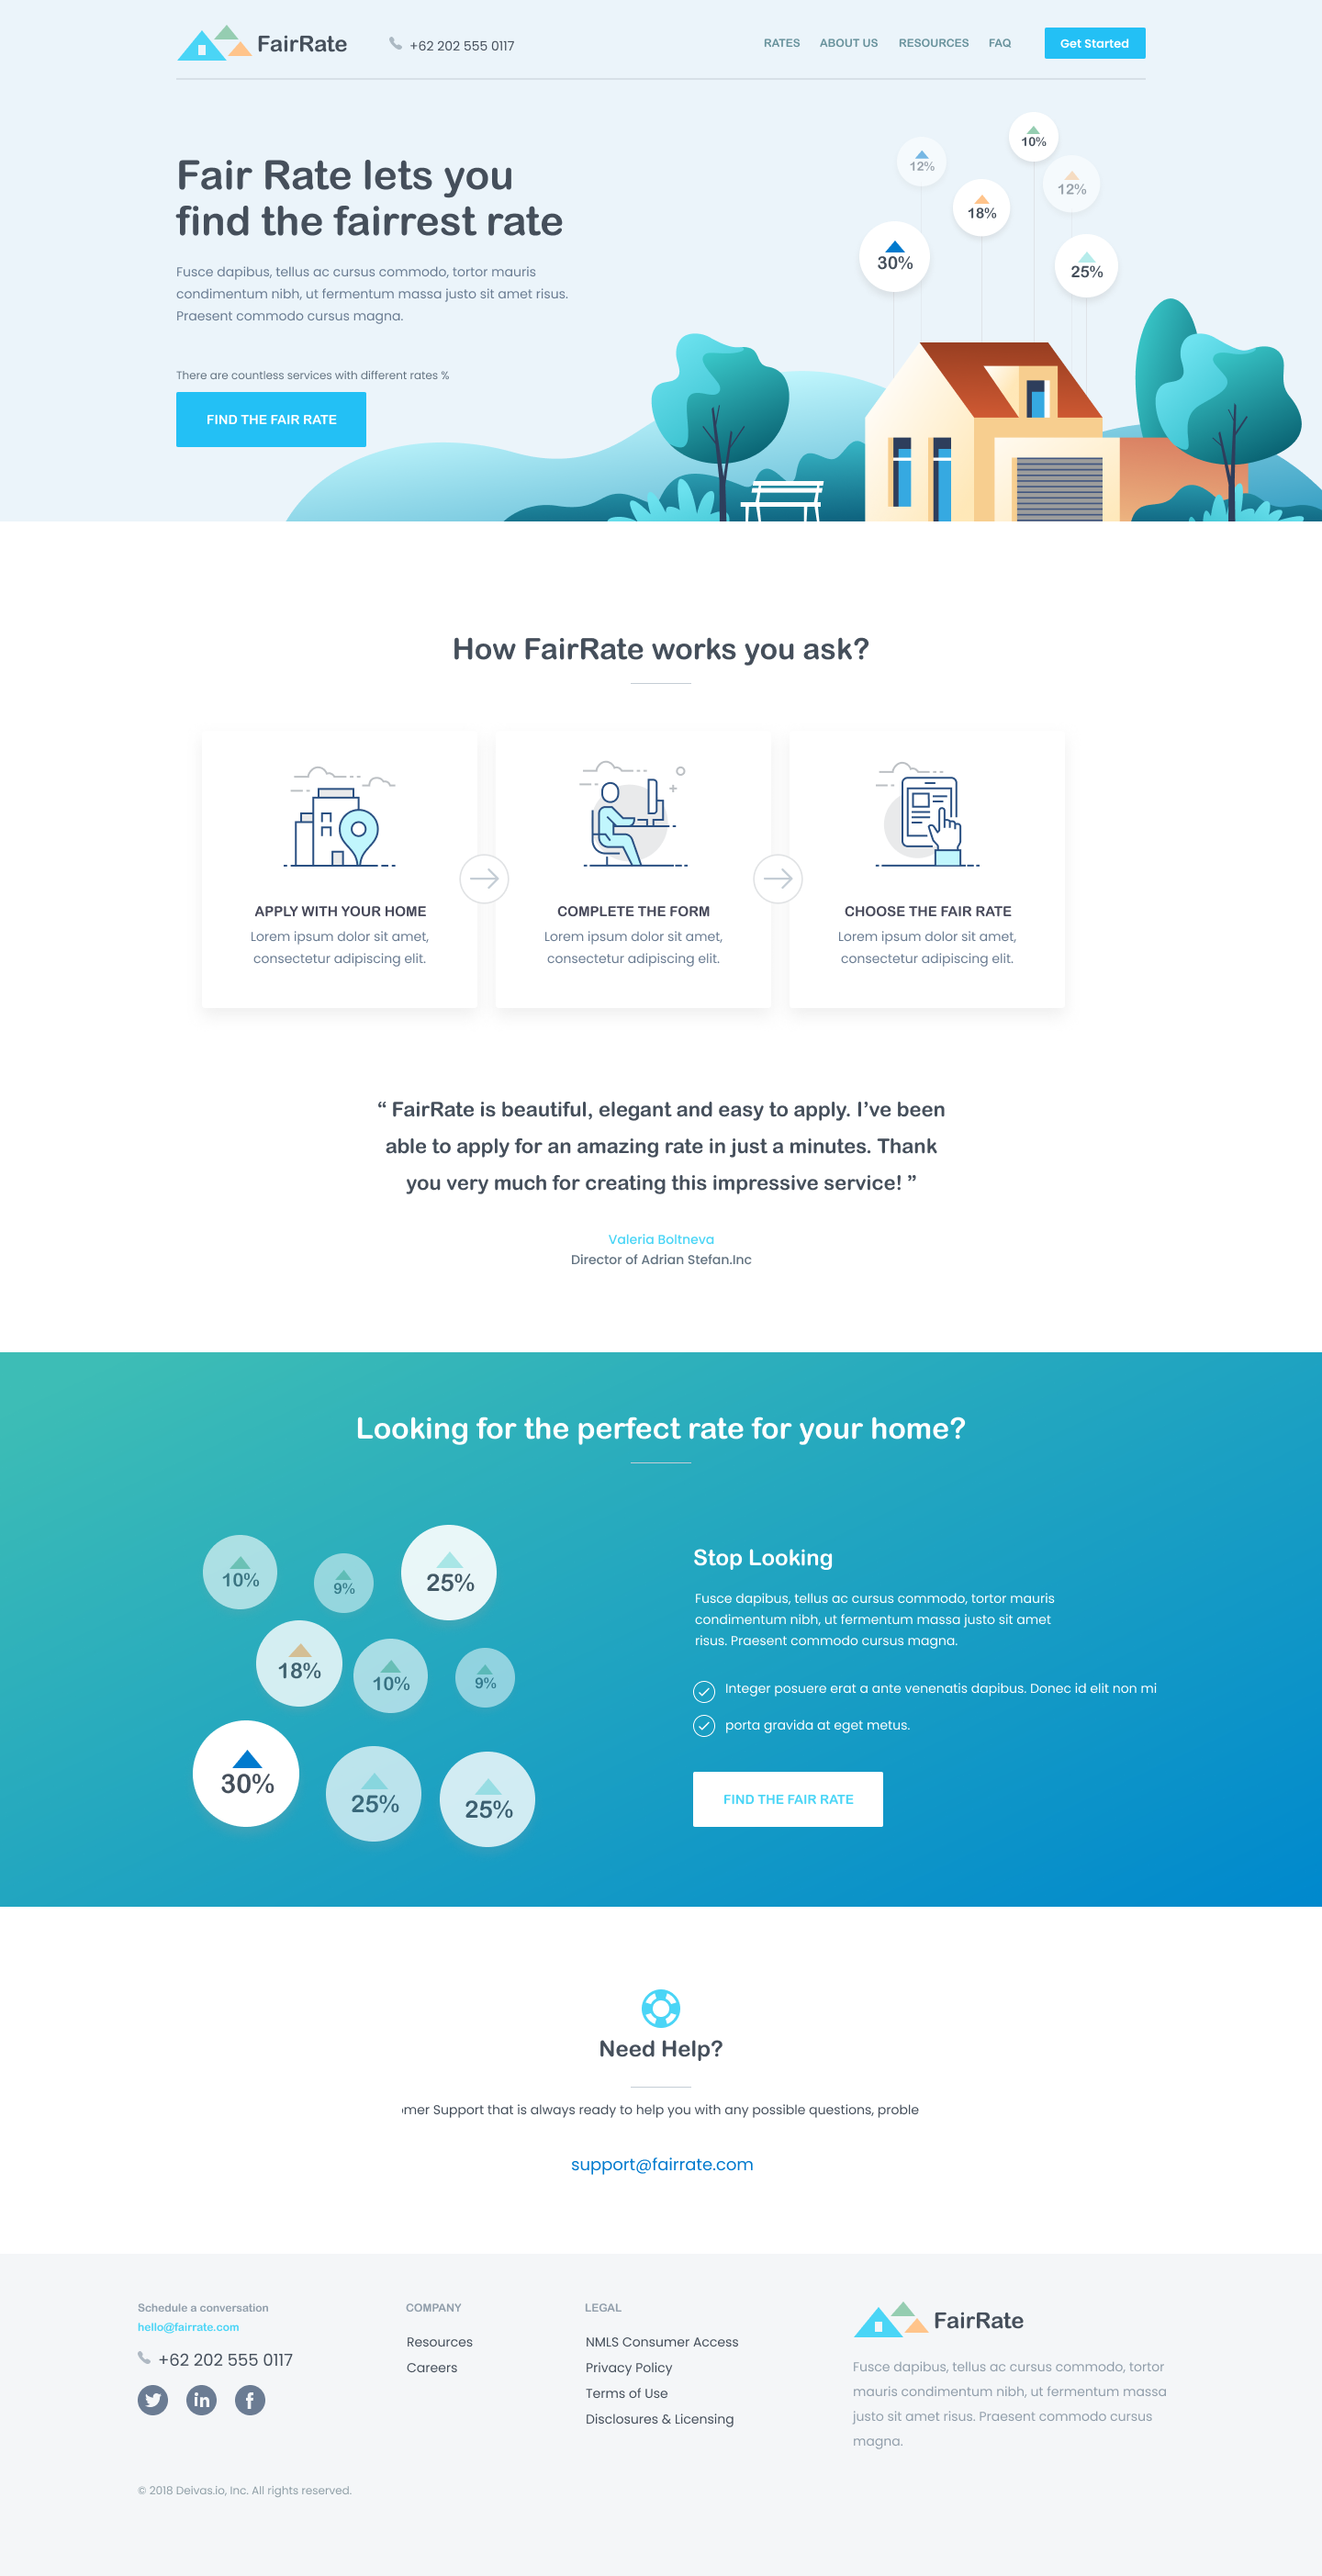 FairRate
+62 202 555 0117
RATES ABOUT US RESOURCES FAQ
Get Started
Fair Rate lets you
find the fairrest rate
Fusce dapibus, tellus ac cursus commodo, tortor mauris
condimentum nibh, ut fermentum massa justo sit amet risus.
Praesent commodo cursus magna.
There are countless services with different rates %
FIND THE FAIR RATE
10%
12%
12%
18%
30%
25%
How FairRate works you ask?
APPLY WITH YOUR HOME
Lorem ipsum dolor sit amet,
consectetur adipiscing elit.
COMPLETE THE FORM
Lorem ipsum dolor sit amet,
consectetur adipiscing elit.
CHOOSE THE FAIR RATE
Lorem ipsum dolor sit amet,
consectetur adipiscing elit.
“ FairRate is beautiful, elegant and easy to apply. I’ve been
able to apply for an amazing rate in just a minutes. Thank
you very much for creating this impressive service! ”
Valeria Boltneva
Director of Adrian Stefan.Inc
Looking for the perfect rate for your home?
10%
9%
25%
18%
10%
9%
30%
25%
25%
Stop Looking
Fusce dapibus, tellus ac cursus commodo, tortor mauris
condimentum nibh, ut fermentum massa justo sit amet
risus. Praesent commodo cursus magna.
Integer posuere erat a ante venenatis dapibus. Donec id elit non mi
porta gravida at eget metus.
FIND THE FAIR RATE
Need Help?
omer Support that is always ready to help you with any possible questions, proble
support@fairrate.com
Schedule a conversation
hello@fairrate.com
+62 202 555 0117
COMPANY
Resources
Careers
LEGAL
NMLS Consumer Access
Privacy Policy
Terms of Use
Disclosures & Licensing
FairRate
Fusce dapibus, tellus ac cursus commodo, tortor
mauris condimentum nibh, ut fermentum massa
justo sit amet risus. Praesent commodo cursus
magna.
© 2018 Deivas.io, Inc. All rights reserved.